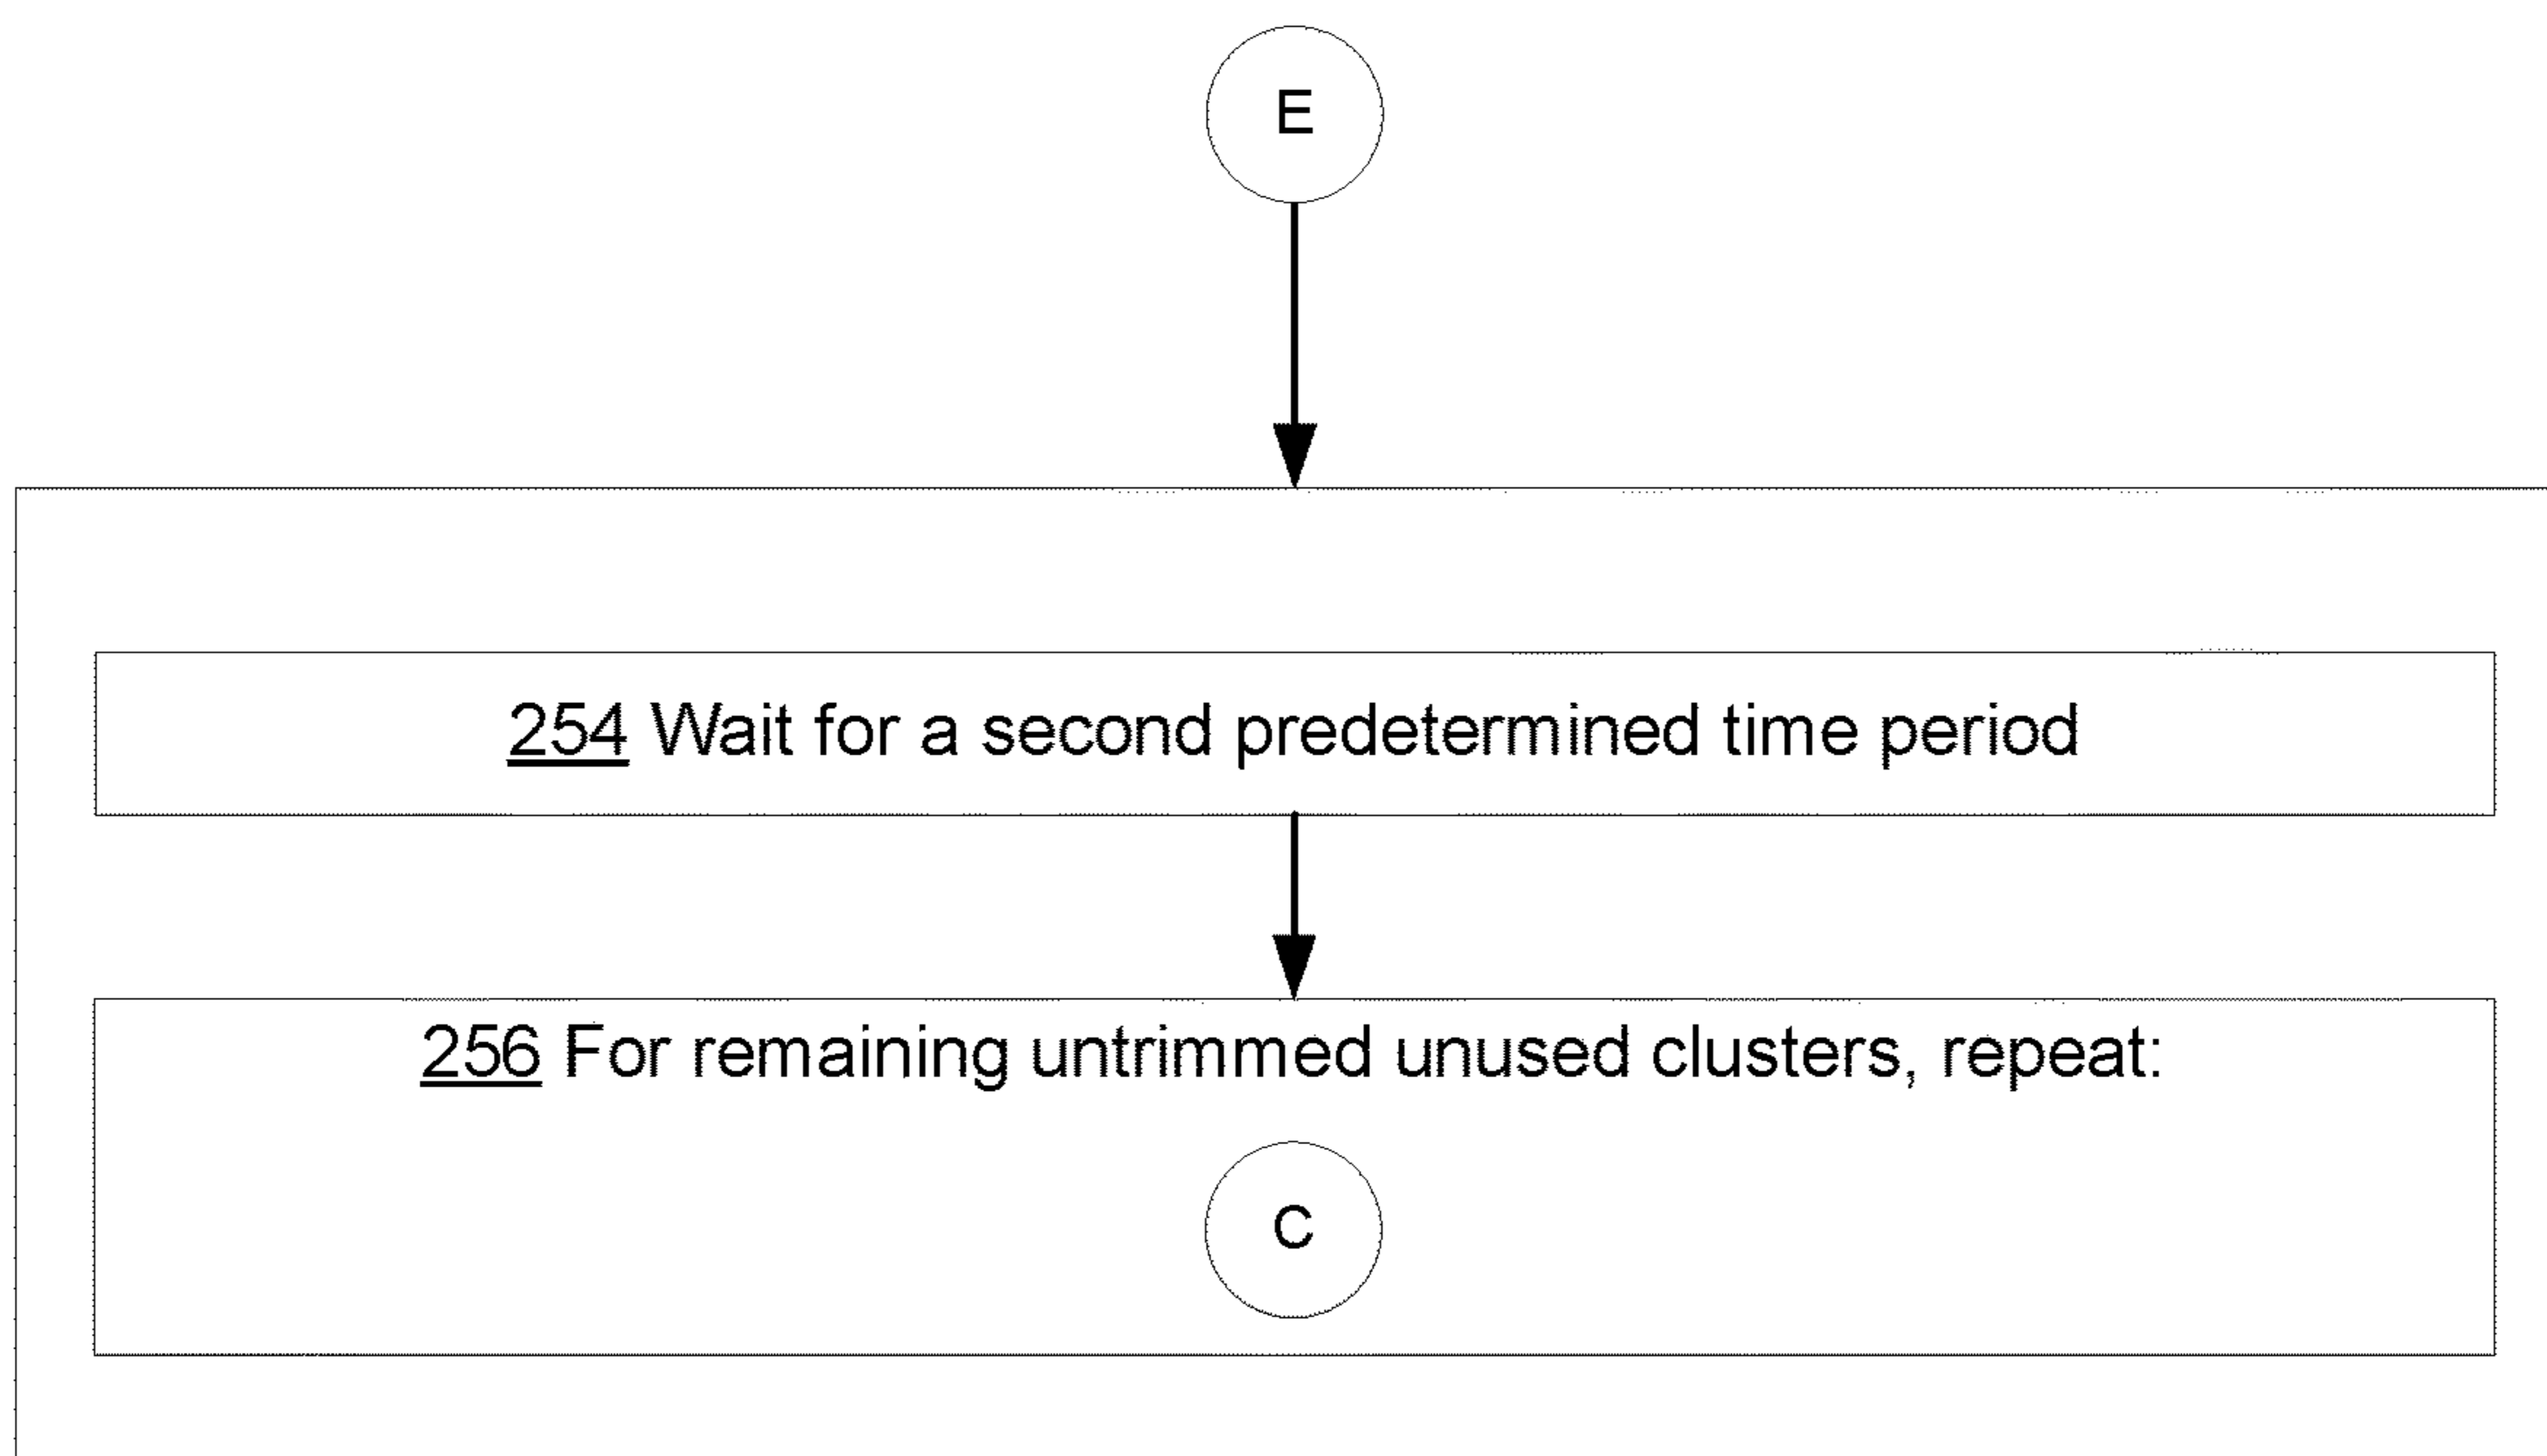 E
254 Wait for a second predetermined time period
256 For remaining untrimmed unused clusters, repeat:
C